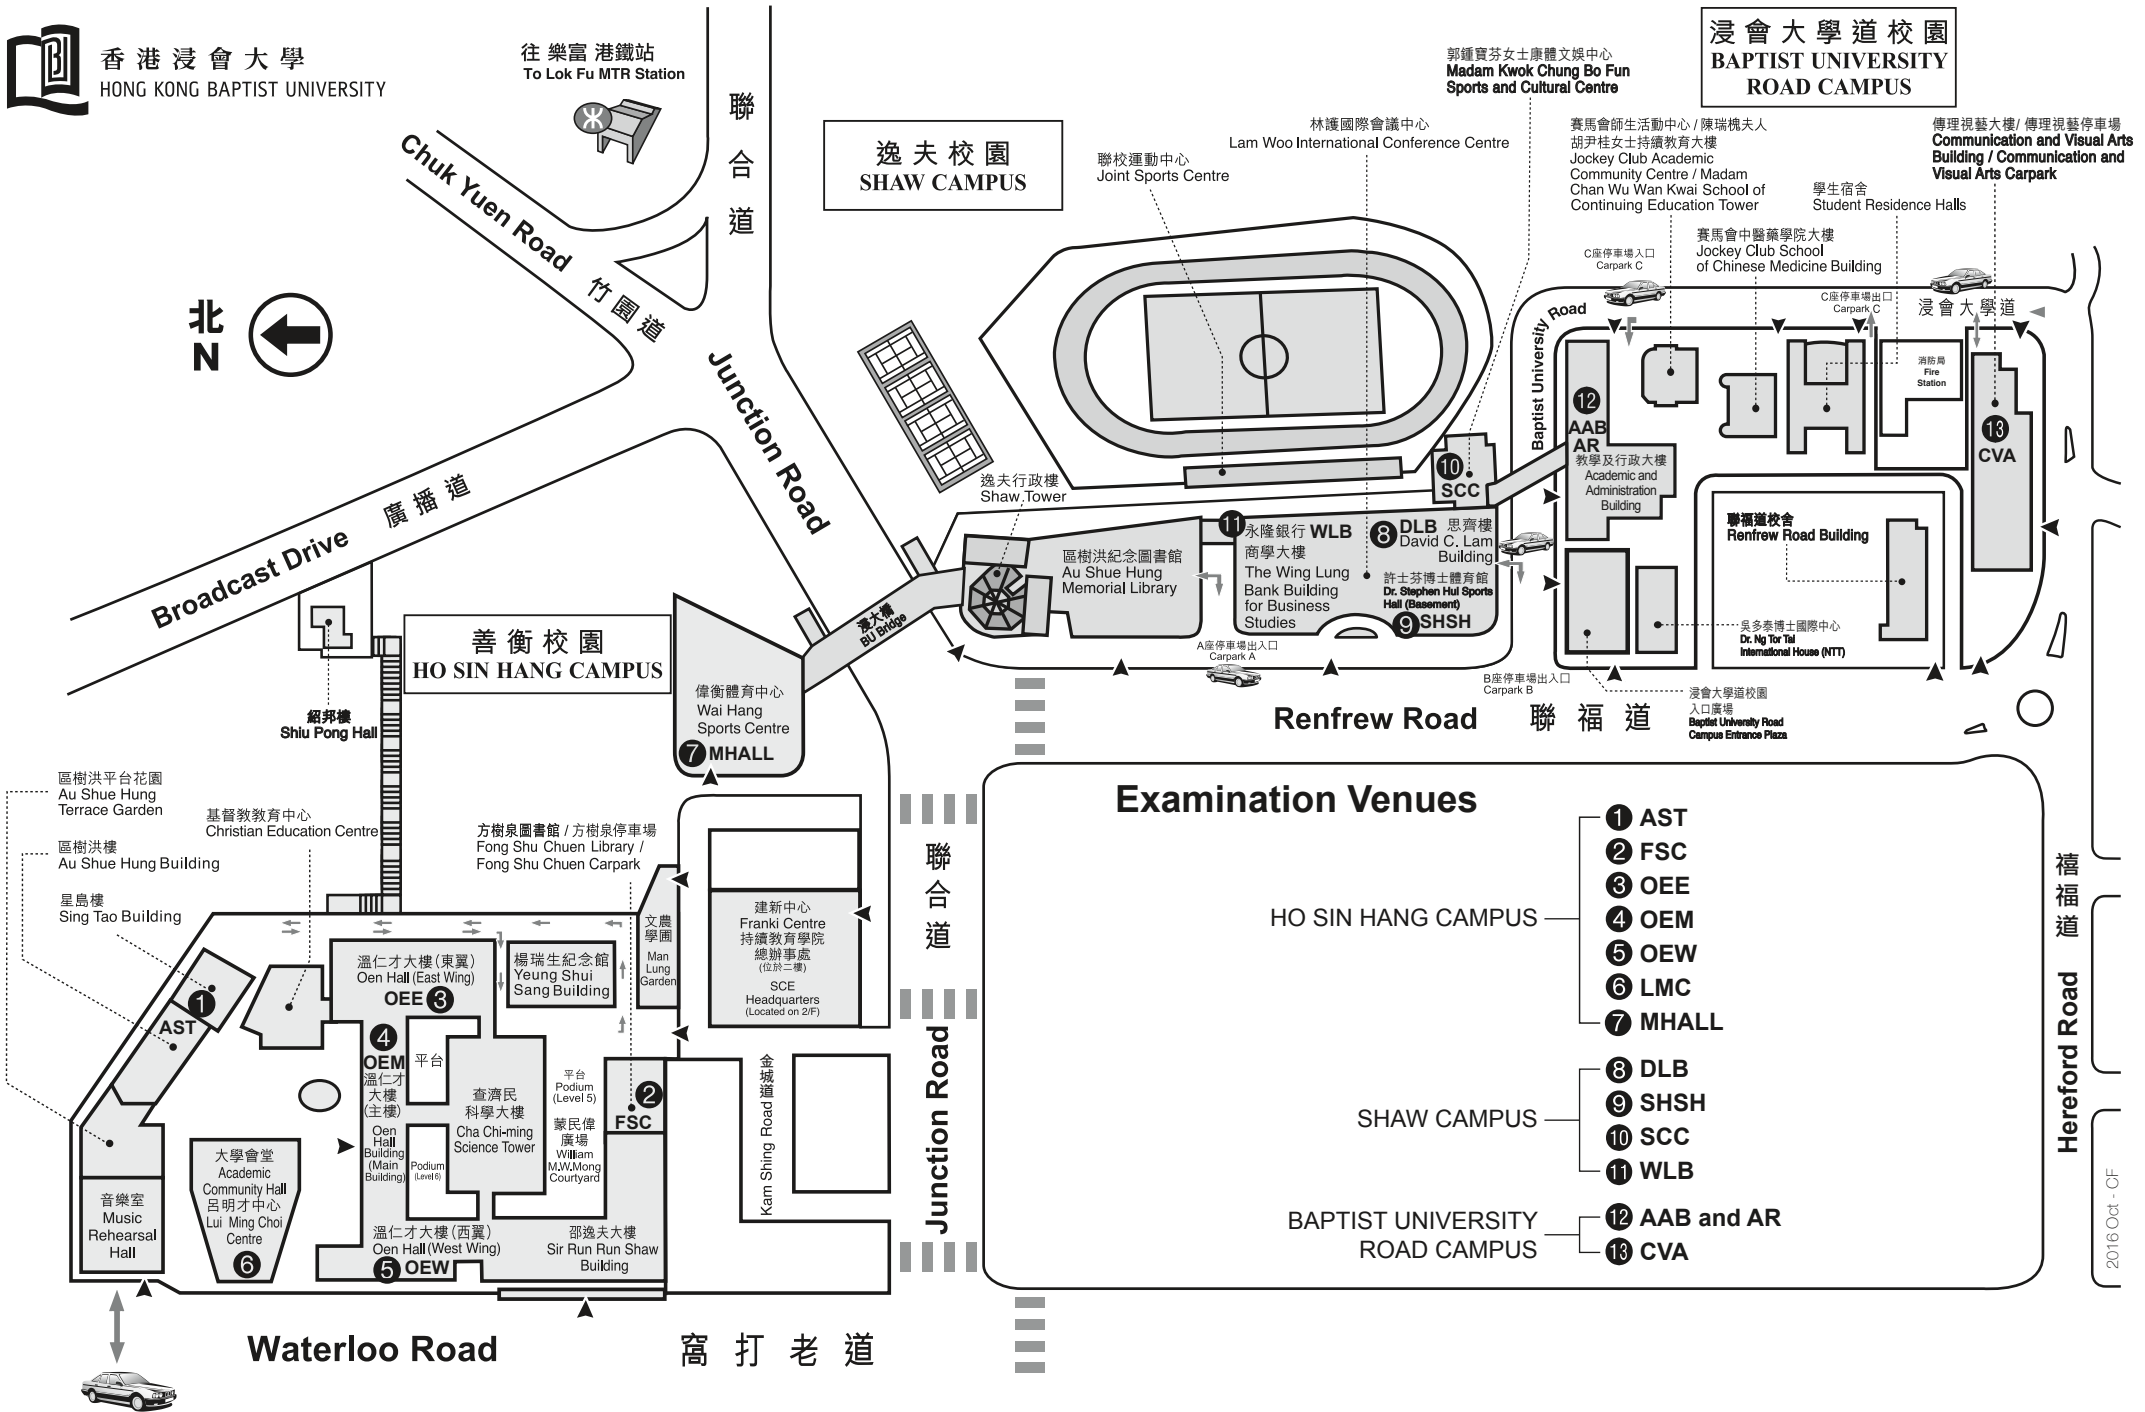 香港浸會大學
HONG KONG BAPTIST UNIVERSITY
往 樂富 港鐵站
To Lok Fu MTR Station
聯合道
Chuk Yuen Road 竹園道
北
N
Junction Road
Broadcast Drive 廣播道
逸夫校園
SHAW CAMPUS
聯校運動中心
Joint Sports Centre
林護國際會議中心
Lam Woo International Conference Centre
郭鍾寶芬女士康體文娛中心
Madam Kwok Chung Bo Fun
Sports and Cultural Centre
浸會大學道校園
BAPTIST UNIVERSITY
ROAD CAMPUS
賽馬會師生活動中心 / 陳瑞槐夫人
胡尹桂女士持續教育大樓
Jockey Club Academic
Community Centre / Madam
Chan Wu Wan Kwai School of
Continuing Education Tower
傳理視藝大樓/ 傳理視藝停車場
Communication and Visual Arts
Building / Communication and
Visual Arts Carpark
學生宿舍
Student Residence Halls
賽馬會中醫藥學院大樓
Jockey Club School
of Chinese Medicine Building
C座停車場入口
Carpark C
C座停車場出口
Carpark C
浸會大學道
Baptist University Road
消防局
Fire
Station
12
AAB
AR
教學及行政大樓
Academic and
Administration
Building
13
CVA
10
SCC
逸夫行政樓
Shaw Tower
區樹洪紀念圖書館
Au Shue Hung
Memorial Library
11
永隆銀行 WLB
商學大樓
The Wing Lung
Bank Building
for Business
Studies
8 DLB 思齊樓
David C. Lam
Building
許士芬博士體育館
Dr. Stephen Hui Sports
Hall (Basement)
9 SHSH
聯福道校舍
Renfrew Road Building
吳多泰博士國際中心
Dr. Ng Tor Tai
International House (NTT)
浸會大學道校園
入口廣場
Baptist University Road
Campus Entrance Plaza
A座停車場出入口
Carpark A
B座停車場出入口
Carpark B
Renfrew Road 聯福道
浸大橋
BU Bridge
善衡校園
HO SIN HANG CAMPUS
偉衡體育中心
Wai Hang
Sports Centre
7 MHALL
紹邦樓
Shiu Pong Hall
區樹洪平台花園
Au Shue Hung
Terrace Garden
基督教教育中心
Christian Education Centre
區樹洪樓
Au Shue Hung Building
星島樓
Sing Tao Building
方樹泉圖書館 / 方樹泉停車場
Fong Shu Chuen Library /
Fong Shu Chuen Carpark
文農
學圃
Man
Lung
Garden
建新中心
Franki Centre
持續教育學院
總辦事處
(位於二樓)
SCE
Headquarters
(Located on 2/F)
聯合道
Junction Road
溫仁才大樓(東翼)
Oen Hall (East Wing)
OEE 3
楊瑞生紀念館
Yeung Shui
Sang Building
1
AST
4
OEM
溫仁才
大樓
(主樓)
Oen
Hall
Building
(Main
Building)
平台
查濟民
科學大樓
Cha Chi-ming
Science Tower
平台
Podium
(Level 5)
蒙民偉
廣場
William
M.W.Mong
Courtyard
2
FSC
Podium
(Level 6)
金城道
Kam Shing Road
大學會堂
Academic
Community Hall
呂明才中心
Lui Ming Choi
Centre
6
音樂室
Music
Rehearsal
Hall
溫仁才大樓(西翼)
Oen Hall (West Wing)
5 OEW
邵逸夫大樓
Sir Run Run Shaw
Building
Waterloo Road 窩打老道
Examination Venues
HO SIN HANG CAMPUS
1 AST
2 FSC
3 OEE
4 OEM
5 OEW
6 LMC
7 MHALL
SHAW CAMPUS
8 DLB
9 SHSH
10 SCC
11 WLB
BAPTIST UNIVERSITY
ROAD CAMPUS
12 AAB and AR
13 CVA
禧福道
Hereford Road
2016 Oct - CF